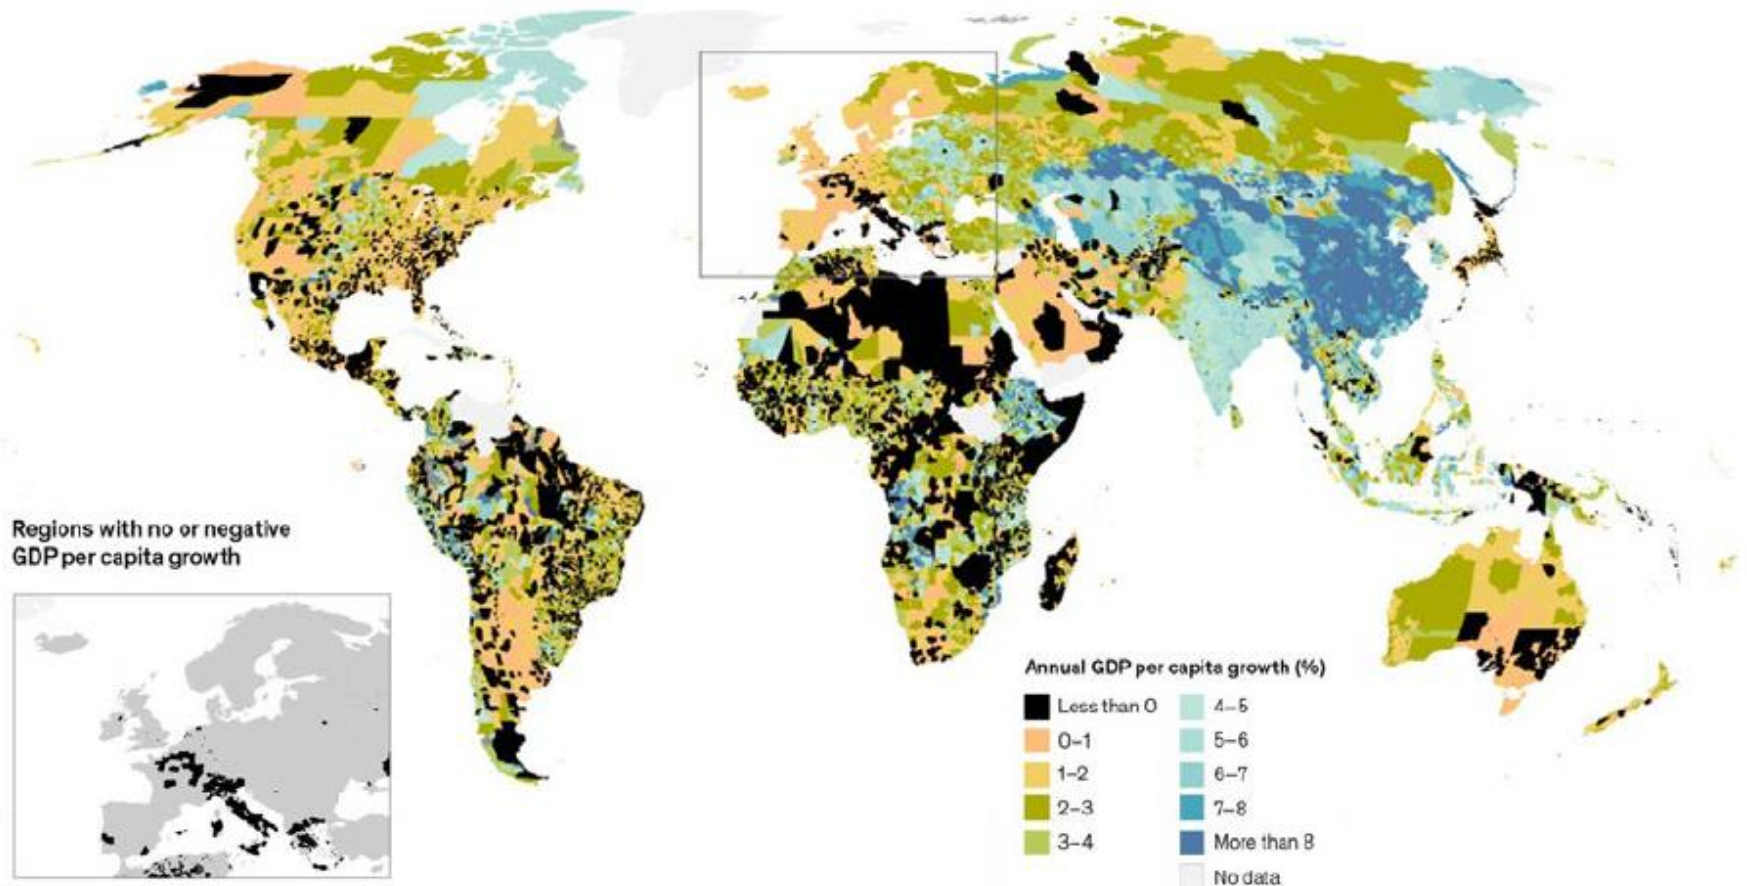 Regions with no or negative
GDP per capita growth
Annual GDP per capita growth (%)
Less than 0
0–1
1–2
2–3
3–4
4–5
5–6
6–7
7–8
More than 8
No data